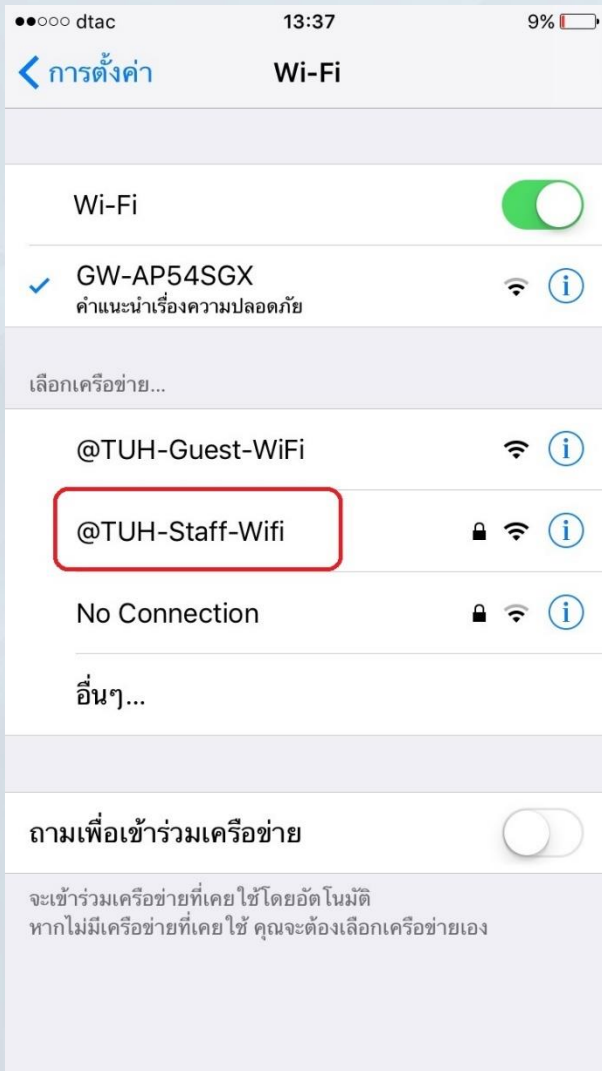 dtac 13:37 9%
การตั้งค่า Wi-Fi
Wi-Fi
GW-AP54SGX
คำแนะนำเรื่องความปลอดภัย
เลือกเครือข่าย...
@TUH-Guest-WiFi
@TUH-Staff-Wifi
No Connection
อื่นๆ...
ถามเพื่อเข้าร่วมเครือข่าย
จะเข้าร่วมเครือข่ายที่เคยใช้โดยอัตโนมัติ
หากไม่มีเครือข่ายที่เคยใช้ คุณจะต้องเลือกเครือข่ายเอง